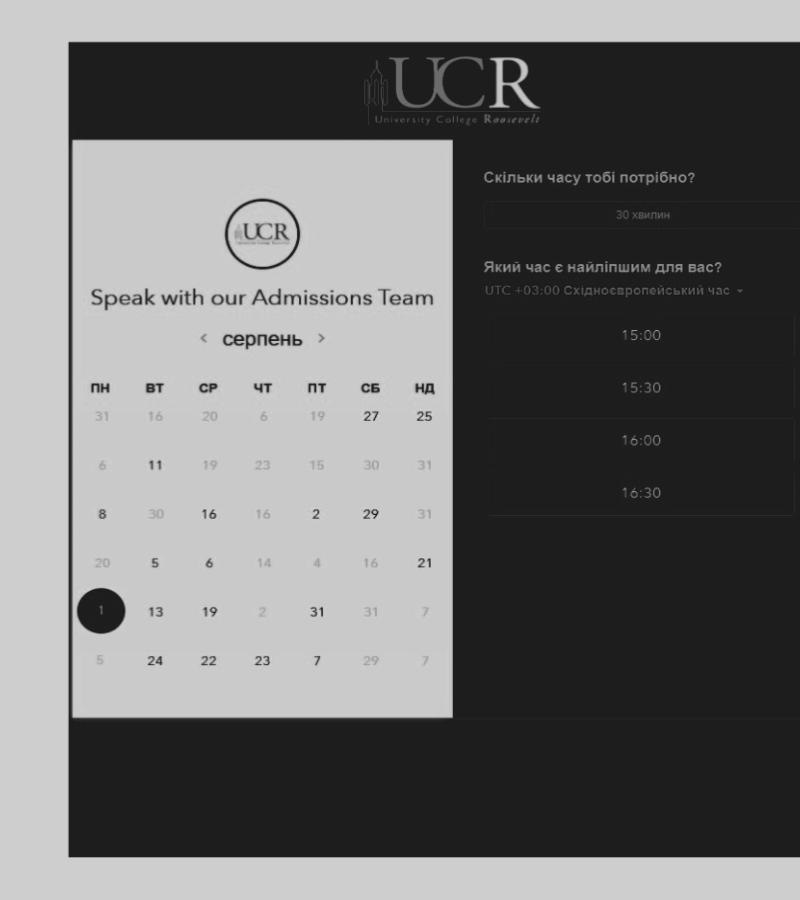 UCR
University College Roosevelt
UCR
Speak with our Admissions Team
< серпень >
ПН ВТ СР ЧТ ПТ СБ НД
31 16 20 6 19 27 25
6 11 19 23 15 30 31
8 30 16 16 2 29 31
20 5 6 14 4 16 21
1 13 19 2 31 31 7
5 24 22 23 7 29 7
Скільки часу тобі потрібно?
30 хвилин
Який час є найліпшим для вас?
UTC +03:00 Східноєвропейський час
15:00
15:30
16:00
16:30